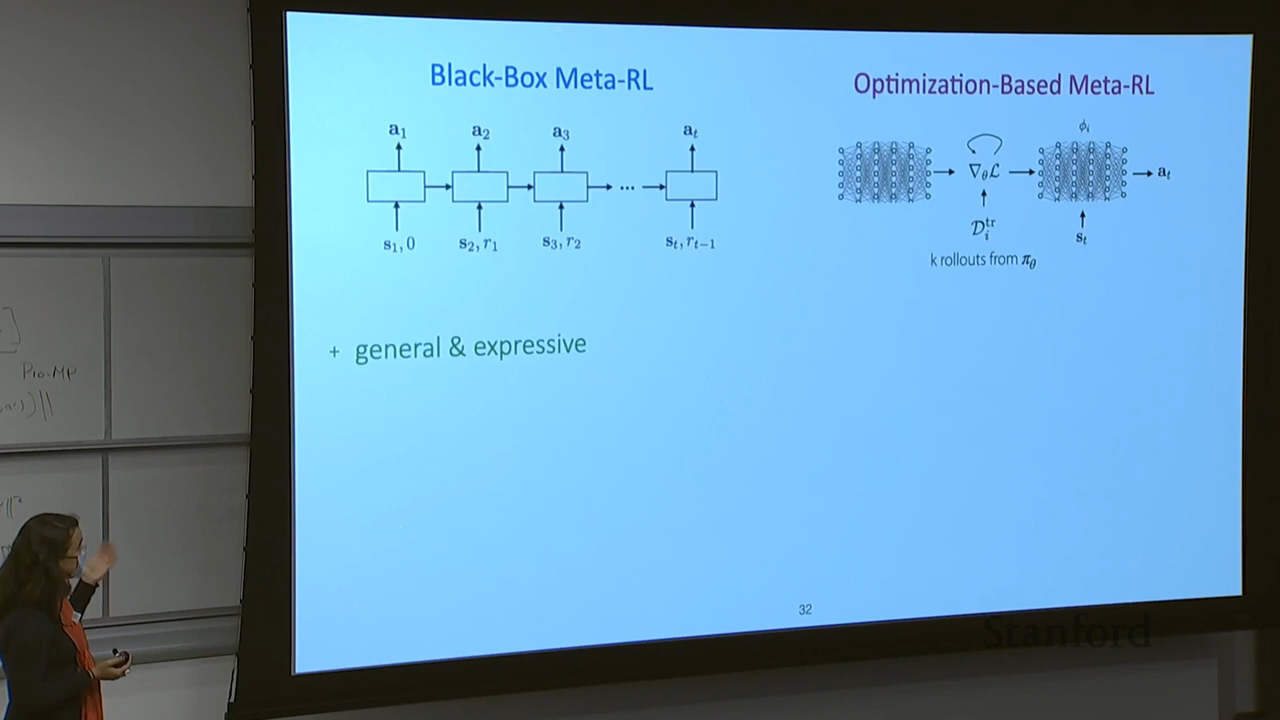 Black-Box Meta-RL
a₁ a₂ a₃ aₜ
...
s₁, 0 s₂, r₁ s₃, r₂ sₜ, rₜ₋₁
+ general & expressive
Optimization-Based Meta-RL
ϕᵢ
∇θℒ
aₜ
𝒟ᵢᵗʳ
sₜ
k rollouts from πθ
32
Pro-MP
Stanford